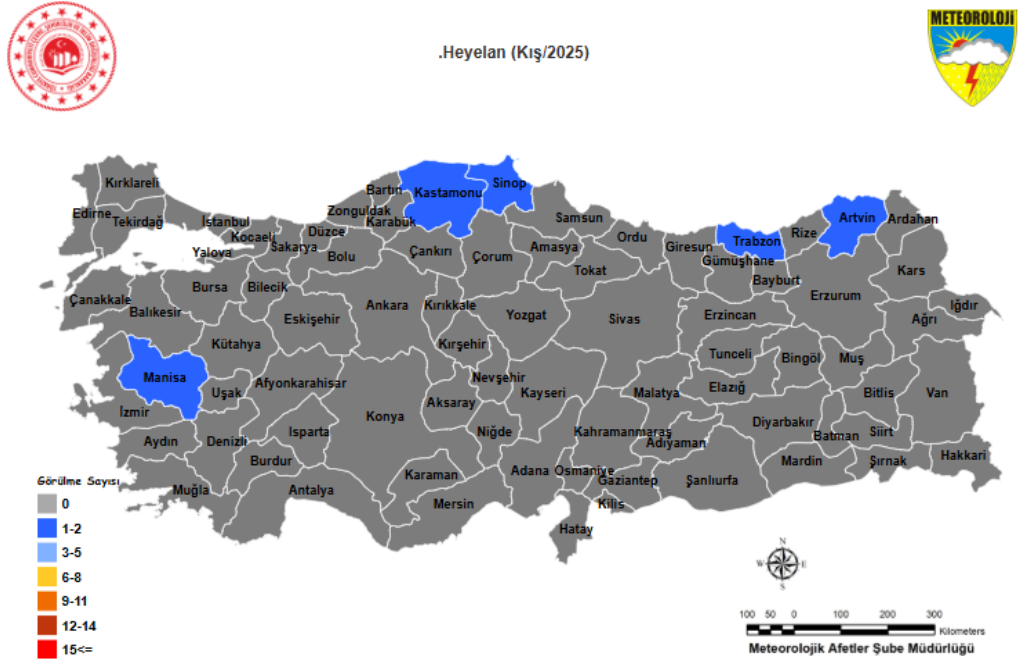 METEOROLOJİ
.Heyelan (Kış/2025)
Kırklareli
Edirne
Tekirdağ
İstanbul
Kocaeli
Yalova
Sakarya
Düzce
Zonguldak
Bartın
Karabük
Kastamonu
Sinop
Samsun
Ordu
Giresun
Trabzon
Rize
Artvin
Ardahan
Gümüşhane
Bayburt
Kars
Bolu
Çankırı
Çorum
Amasya
Tokat
Çanakkale
Balıkesir
Bursa
Bilecik
Eskişehir
Ankara
Kırıkkale
Yozgat
Sivas
Erzincan
Erzurum
Iğdır
Ağrı
Kütahya
Kırşehir
Tunceli
Bingöl
Muş
Manisa
Uşak
Afyonkarahisar
Nevşehir
Kayseri
Malatya
Elazığ
Bitlis
Van
İzmir
Konya
Aksaray
Niğde
Kahramanmaraş
Adıyaman
Diyarbakır
Batman
Siirt
Aydın
Denizli
Isparta
Burdur
Karaman
Adana
Osmaniye
Gaziantep
Şanlıurfa
Mardin
Şırnak
Hakkari
Muğla
Antalya
Mersin
Kilis
Hatay
Görülme Sayısı
0
1-2
3-5
6-8
9-11
12-14
15<=
N
W E
S
100 50 0 100 200 300
Kilometers
Meteorolojik Afetler Şube Müdürlüğü